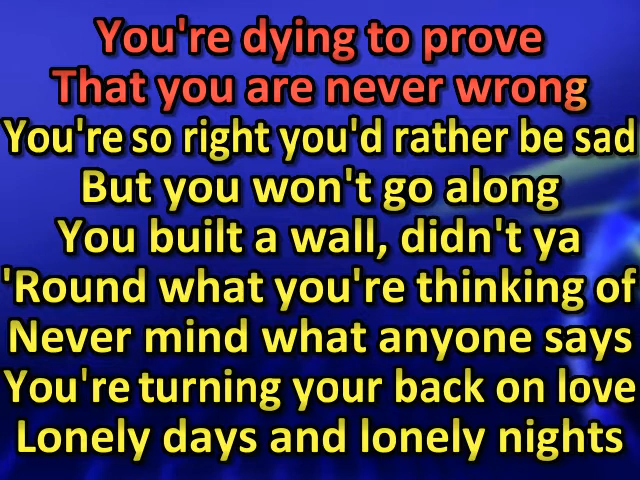 You're dying to prove
That you are never wrong
You're so right you'd rather be sad
But you won't go along
You built a wall, didn't ya
'Round what you're thinking of
Never mind what anyone says
You're turning your back on love
Lonely days and lonely nights